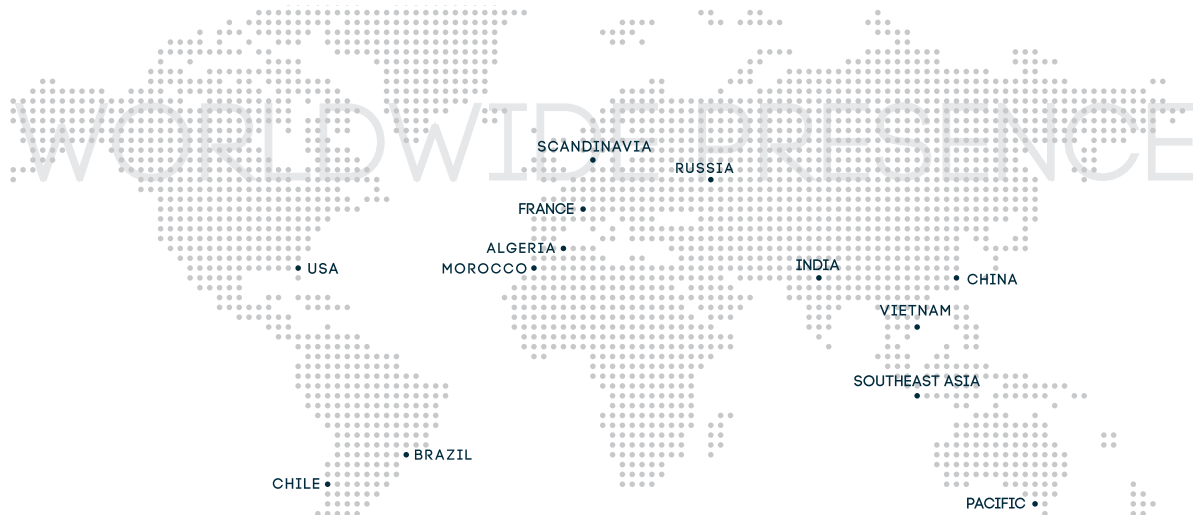 WORLDWIDE PRESENCE
SCANDINAVIA
RUSSIA
FRANCE
ALGERIA
MOROCCO
USA
INDIA
CHINA
VIETNAM
SOUTHEAST ASIA
BRAZIL
CHILE
PACIFIC